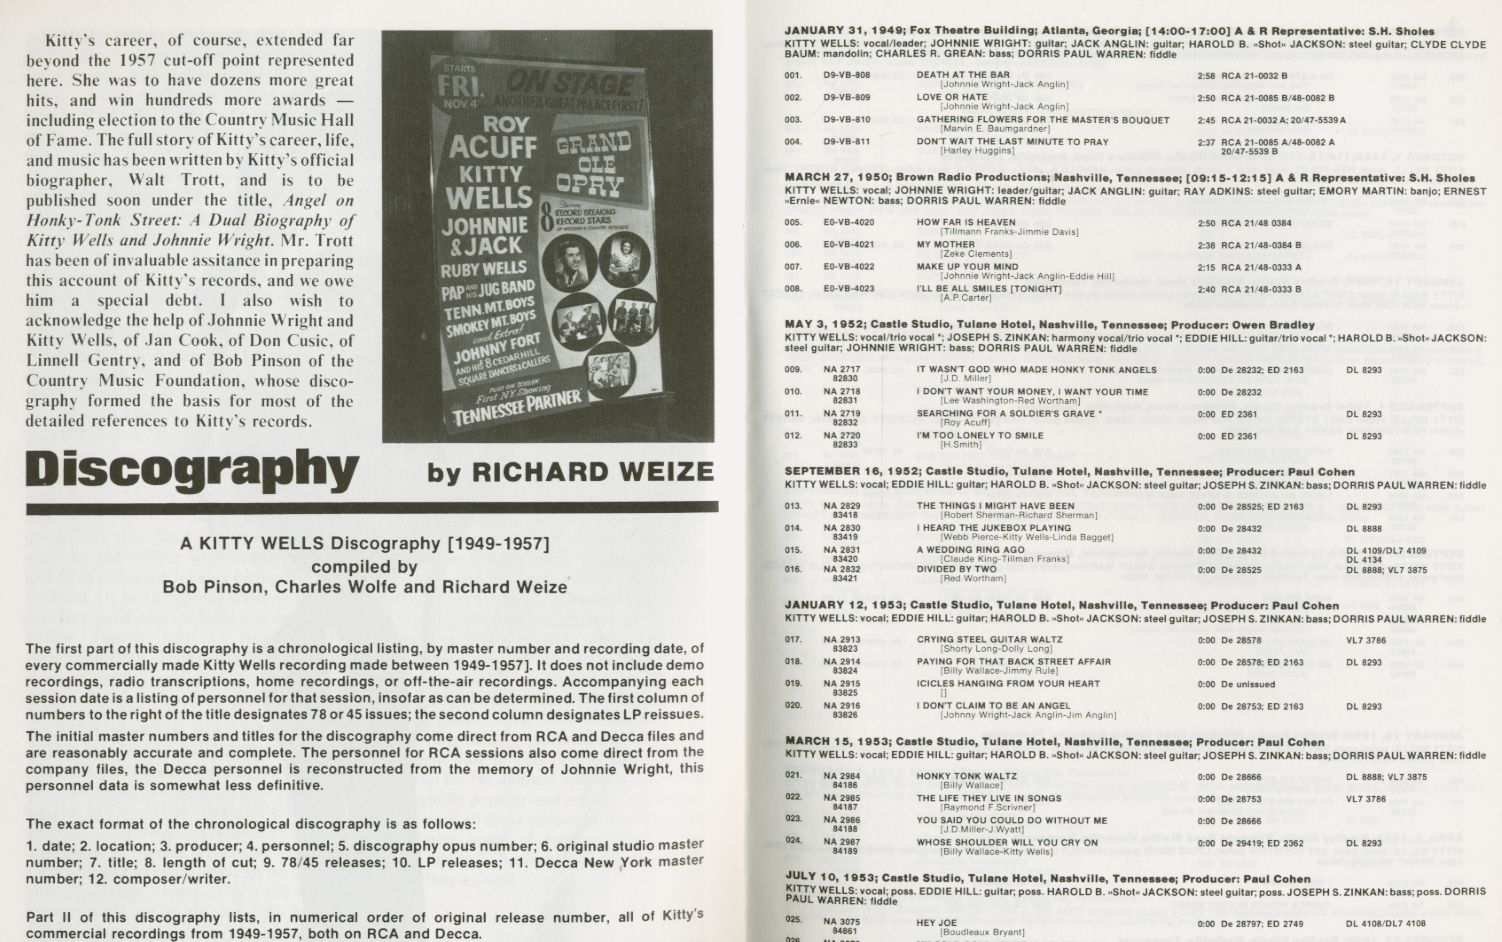 Kitty's career, of course, extended far
beyond the 1957 cut-off point represented
here. She was to have dozens more great
hits, and win hundreds more awards —
including election to the Country Music Hall
of Fame. The full story of Kitty's career, life,
and music has been written by Kitty's official
biographer, Walt Trott, and is to be
published soon under the title, Angel on
Honky-Tonk Street: A Dual Biography of
Kitty Wells and Johnnie Wright. Mr. Trott
has been of invaluable assitance in preparing
this account of Kitty's records, and we owe
him a special debt. I also wish to
acknowledge the help of Johnnie Wright and
Kitty Wells, of Jan Cook, of Don Cusic, of
Linnell Gentry, and of Bob Pinson of the
Country Music Foundation, whose disco-
graphy formed the basis for most of the
detailed references to Kitty's records.
STARTS
FRI.
NOV.4
ON STAGE
ANOTHER GREAT PALACE FIRST!
ROY
ACUFF
KITTY
WELLS
JOHNNIE
& JACK
RUBY WELLS
PAP AND HIS JUG BAND
TENN. MT. BOYS
SMOKEY MT. BOYS
and Extra!
JOHNNY FORT
AND HIS 8 CEDAR HILL
SQUARE DANCERS & CALLERS
GRAND
OLE
OPRY
Starring
8 RECORD BREAKING
RECORD STARS
PLUS ON SCREEN
First N.Y. Showing
TENNESSEE PARTNER
Discography by RICHARD WEIZE
A KITTY WELLS Discography [1949-1957]
compiled by
Bob Pinson, Charles Wolfe and Richard Weize
The first part of this discography is a chronological listing, by master number and recording date, of
every commercially made Kitty Wells recording made between 1949-1957]. It does not include demo
recordings, radio transcriptions, home recordings, or off-the-air recordings. Accompanying each
session date is a listing of personnel for that session, insofar as can be determined. The first column of
numbers to the right of the title designates 78 or 45 issues; the second column designates LP reissues.
The initial master numbers and titles for the discography come direct from RCA and Decca files and
are reasonably accurate and complete. The personnel for RCA sessions also come direct from the
company files, the Decca personnel is reconstructed from the memory of Johnnie Wright, this
personnel data is somewhat less definitive.
The exact format of the chronological discography is as follows:
1. date; 2. location; 3. producer; 4. personnel; 5. discography opus number; 6. original studio master
number; 7. title; 8. length of cut; 9. 78/45 releases; 10. LP releases; 11. Decca New York master
number; 12. composer/writer.
Part II of this discography lists, in numerical order of original release number, all of Kitty's
commercial recordings from 1949-1957, both on RCA and Decca.
JANUARY 31, 1949; Fox Theatre Building; Atlanta, Georgia; [14:00-17:00] A & R Representative: S.H. Sholes
KITTY WELLS: vocal/leader; JOHNNIE WRIGHT: guitar; JACK ANGLIN: guitar; HAROLD B. »Shot« JACKSON: steel guitar; CLYDE CLYDE
BAUM: mandolin; CHARLES R. GREAN: bass; DORRIS PAUL WARREN: fiddle
001. D9-VB-808 DEATH AT THE BAR 2:58 RCA 21-0032 B
[Johnnie Wright-Jack Anglin]
002. D9-VB-809 LOVE OR HATE 2:50 RCA 21-0085 B/48-0082 B
[Johnnie Wright-Jack Anglin]
003. D9-VB-810 GATHERING FLOWERS FOR THE MASTER'S BOUQUET 2:45 RCA 21-0032 A; 20/47-5539 A
[Marvin E. Baumgardner]
004. D9-VB-811 DON'T WAIT THE LAST MINUTE TO PRAY 2:37 RCA 21-0085 A/48-0082 A
[Harley Huggins] 20/47-5539 B
MARCH 27, 1950; Brown Radio Productions; Nashville, Tennessee; [09:15-12:15] A & R Representative: S.H. Sholes
KITTY WELLS: vocal; JOHNNIE WRIGHT: leader/guitar; JACK ANGLIN: guitar; RAY ADKINS: steel guitar; EMORY MARTIN: banjo; ERNEST
»Ernie« NEWTON: bass; DORRIS PAUL WARREN: fiddle
005. E0-VB-4020 HOW FAR IS HEAVEN 2:50 RCA 21/48 0384
[Tillmann Franks-Jimmie Davis]
006. E0-VB-4021 MY MOTHER 2:38 RCA 21/48-0384 B
[Zeke Clements]
007. E0-VB-4022 MAKE UP YOUR MIND 2:15 RCA 21/48-0333 A
[Johnnie Wright-Jack Anglin-Eddie Hill]
008. E0-VB-4023 I'LL BE ALL SMILES [TONIGHT] 2:40 RCA 21/48-0333 B
[A.P.Carter]
MAY 3, 1952; Castle Studio, Tulane Hotel, Nashville, Tennessee; Producer: Owen Bradley
KITTY WELLS: vocal/trio vocal *; JOSEPH S. ZINKAN: harmony vocal/trio vocal *; EDDIE HILL: guitar/trio vocal *; HAROLD B. »Shot« JACKSON:
steel guitar; JOHNNIE WRIGHT: bass; DORRIS PAUL WARREN: fiddle
009. NA 2717 IT WASN'T GOD WHO MADE HONKY TONK ANGELS 0:00 De 28232; ED 2163 DL 8293
82830 [J.D. Miller]
010. NA 2718 I DON'T WANT YOUR MONEY, I WANT YOUR TIME 0:00 De 28232
82831 [Lee Washington-Red Wortham]
011. NA 2719 SEARCHING FOR A SOLDIER'S GRAVE * 0:00 ED 2361 DL 8293
82832 [Roy Acuff]
012. NA 2720 I'M TOO LONELY TO SMILE 0:00 ED 2361 DL 8293
82833 [H.Smith]
SEPTEMBER 16, 1952; Castle Studio, Tulane Hotel, Nashville, Tennessee; Producer: Paul Cohen
KITTY WELLS: vocal; EDDIE HILL: guitar; HAROLD B. »Shot« JACKSON: steel guitar; JOSEPH S. ZINKAN: bass; DORRIS PAUL WARREN: fiddle
013. NA 2829 THE THINGS I MIGHT HAVE BEEN 0:00 De 28525; ED 2163 DL 8293
83418 [Robert Sherman-Richard Sherman]
014. NA 2830 I HEARD THE JUKEBOX PLAYING 0:00 De 28432 DL 8888
83419 [Webb Pierce-Kitty Wells-Linda Bagget]
015. NA 2831 A WEDDING RING AGO 0:00 De 28432 DL 4109/DL7 4109
83420 [Claude King-Tillman Franks] DL 4134
016. NA 2832 DIVIDED BY TWO 0:00 De 28525 DL 8888; VL7 3875
83421 [Red Wortham]
JANUARY 12, 1953; Castle Studio, Tulane Hotel, Nashville, Tennessee; Producer: Paul Cohen
KITTY WELLS: vocal; EDDIE HILL: guitar; HAROLD B. »Shot« JACKSON: steel guitar; JOSEPH S. ZINKAN: bass; DORRIS PAUL WARREN: fiddle
017. NA 2913 CRYING STEEL GUITAR WALTZ 0:00 De 28578 VL7 3786
83823 [Shorty Long-Dolly Long]
018. NA 2914 PAYING FOR THAT BACK STREET AFFAIR 0:00 De 28578; ED 2163 DL 8293
83824 [Billy Wallace-Jimmy Rule]
019. NA 2915 ICICLES HANGING FROM YOUR HEART 0:00 De unissued
83825 []
020. NA 2916 I DON'T CLAIM TO BE AN ANGEL 0:00 De 28753; ED 2163 DL 8293
83826 [Johnny Wright-Jack Anglin-Jim Anglin]
MARCH 15, 1953; Castle Studio, Tulane Hotel, Nashville, Tennessee; Producer: Paul Cohen
KITTY WELLS: vocal; EDDIE HILL: guitar; HAROLD B. »Shot« JACKSON: steel guitar; JOSEPH S. ZINKAN: bass; DORRIS PAUL WARREN: fiddle
021. NA 2984 HONKY TONK WALTZ 0:00 De 28666 DL 8888; VL7 3875
84186 [Billy Wallace]
022. NA 2985 THE LIFE THEY LIVE IN SONGS 0:00 De 28753 VL7 3786
84187 [Raymond F.Scrivner]
023. NA 2986 YOU SAID YOU COULD DO WITHOUT ME 0:00 De 28666
84188 [J.D.Miller-J.Wyatt]
024. NA 2987 WHOSE SHOULDER WILL YOU CRY ON 0:00 De 29419; ED 2362 DL 8293
84189 [Billy Wallace-Kitty Wells]
JULY 10, 1953; Castle Studio, Tulane Hotel, Nashville, Tennessee; Producer: Paul Cohen
KITTY WELLS: vocal; poss. EDDIE HILL: guitar; poss. HAROLD B. »Shot« JACKSON: steel guitar; poss. JOSEPH S. ZINKAN: bass; poss. DORRIS
PAUL WARREN: fiddle
025. NA 3075 HEY JOE 0:00 De 28797; ED 2749 DL 4108/DL7 4108
84861 [Boudleaux Bryant]